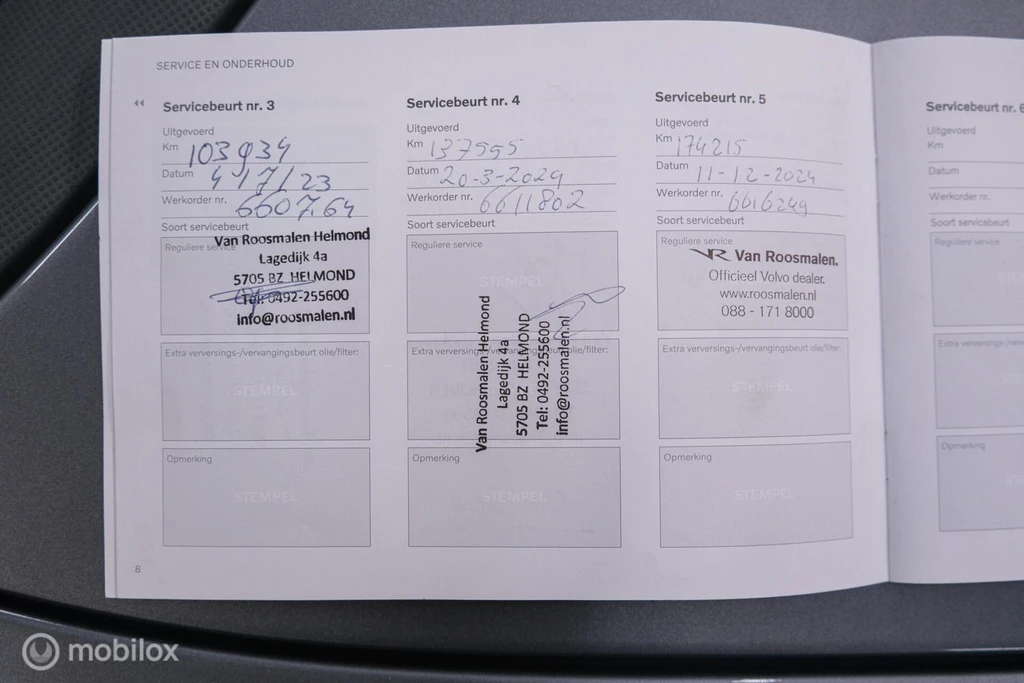 SERVICE EN ONDERHOUD
Servicebeurt nr. 3
Uitgevoerd
Km 103934
Datum 4/7/23
Werkorder nr. 6607.64
Soort servicebeurt
Reguliere service
Van Roosmalen Helmond
Lagedijk 4a
5705 BZ HELMOND
Tel: 0492-255600
info@roosmalen.nl
Extra verversings-/vervangingsbeurt olie/filter:
STEMPEL
Opmerking
STEMPEL
8
Servicebeurt nr. 4
Uitgevoerd
Km 137595
Datum 20-3-2024
Werkorder nr. 6611802
Soort servicebeurt
Reguliere service
STEMPEL
Van Roosmalen Helmond
Lagedijk 4a
5705 BZ HELMOND
Tel: 0492-255600
info@roosmalen.nl
Extra verversings-/vervangingsbeurt olie/filter:
Opmerking
STEMPEL
Servicebeurt nr. 5
Uitgevoerd
Km 174215
Datum 11-12-2024
Werkorder nr. 6616249
Soort servicebeurt
Reguliere service
VR Van Roosmalen.
Officieel Volvo dealer.
www.roosmalen.nl
088 - 171 8000
Extra verversings-/vervangingsbeurt olie/filter:
STEMPEL
Opmerking
STEMPEL
Servicebeurt nr. 6
Uitgevoerd
Km
Datum
Werkorder nr.
Soort servicebeurt
Reguliere service
Extra
Opmerking
mobilox